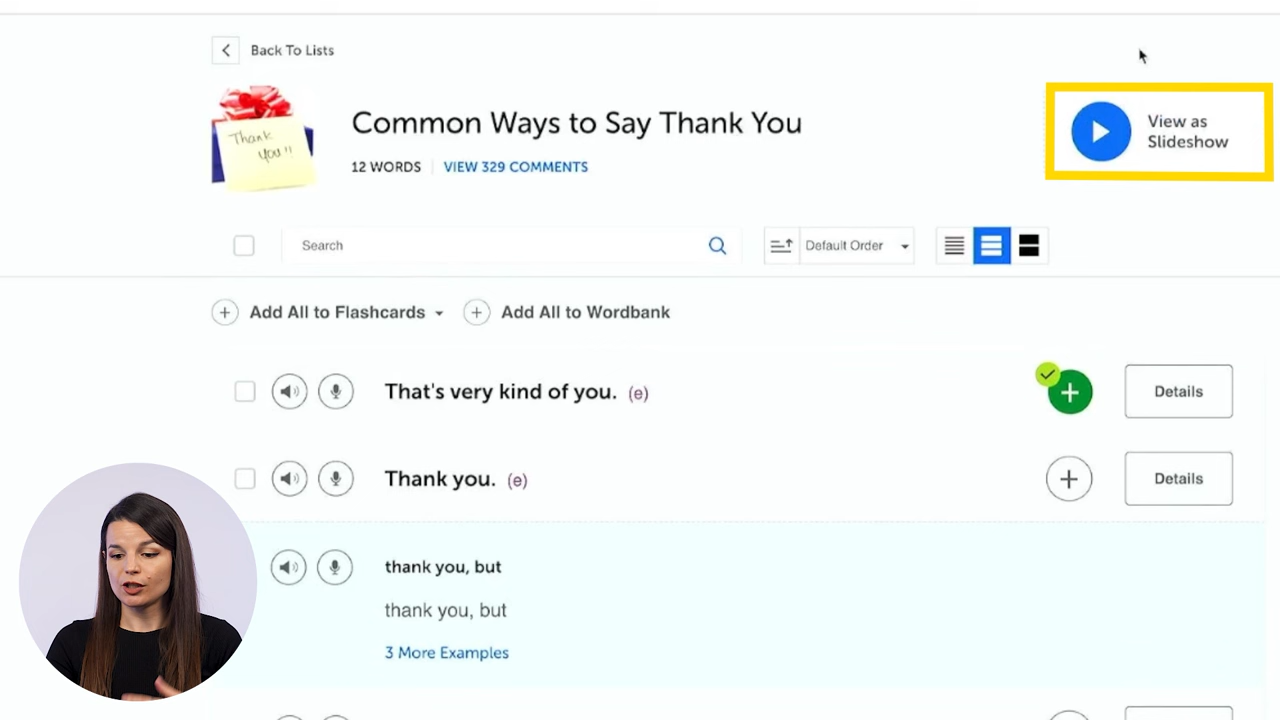 Back To Lists
Thank
you!!
Common Ways to Say Thank You
12 WORDS VIEW 329 COMMENTS
View as
Slideshow
Search
Default Order
Add All to Flashcards
Add All to Wordbank
That's very kind of you. (e)
Details
Thank you. (e)
Details
thank you, but
thank you, but
3 More Examples